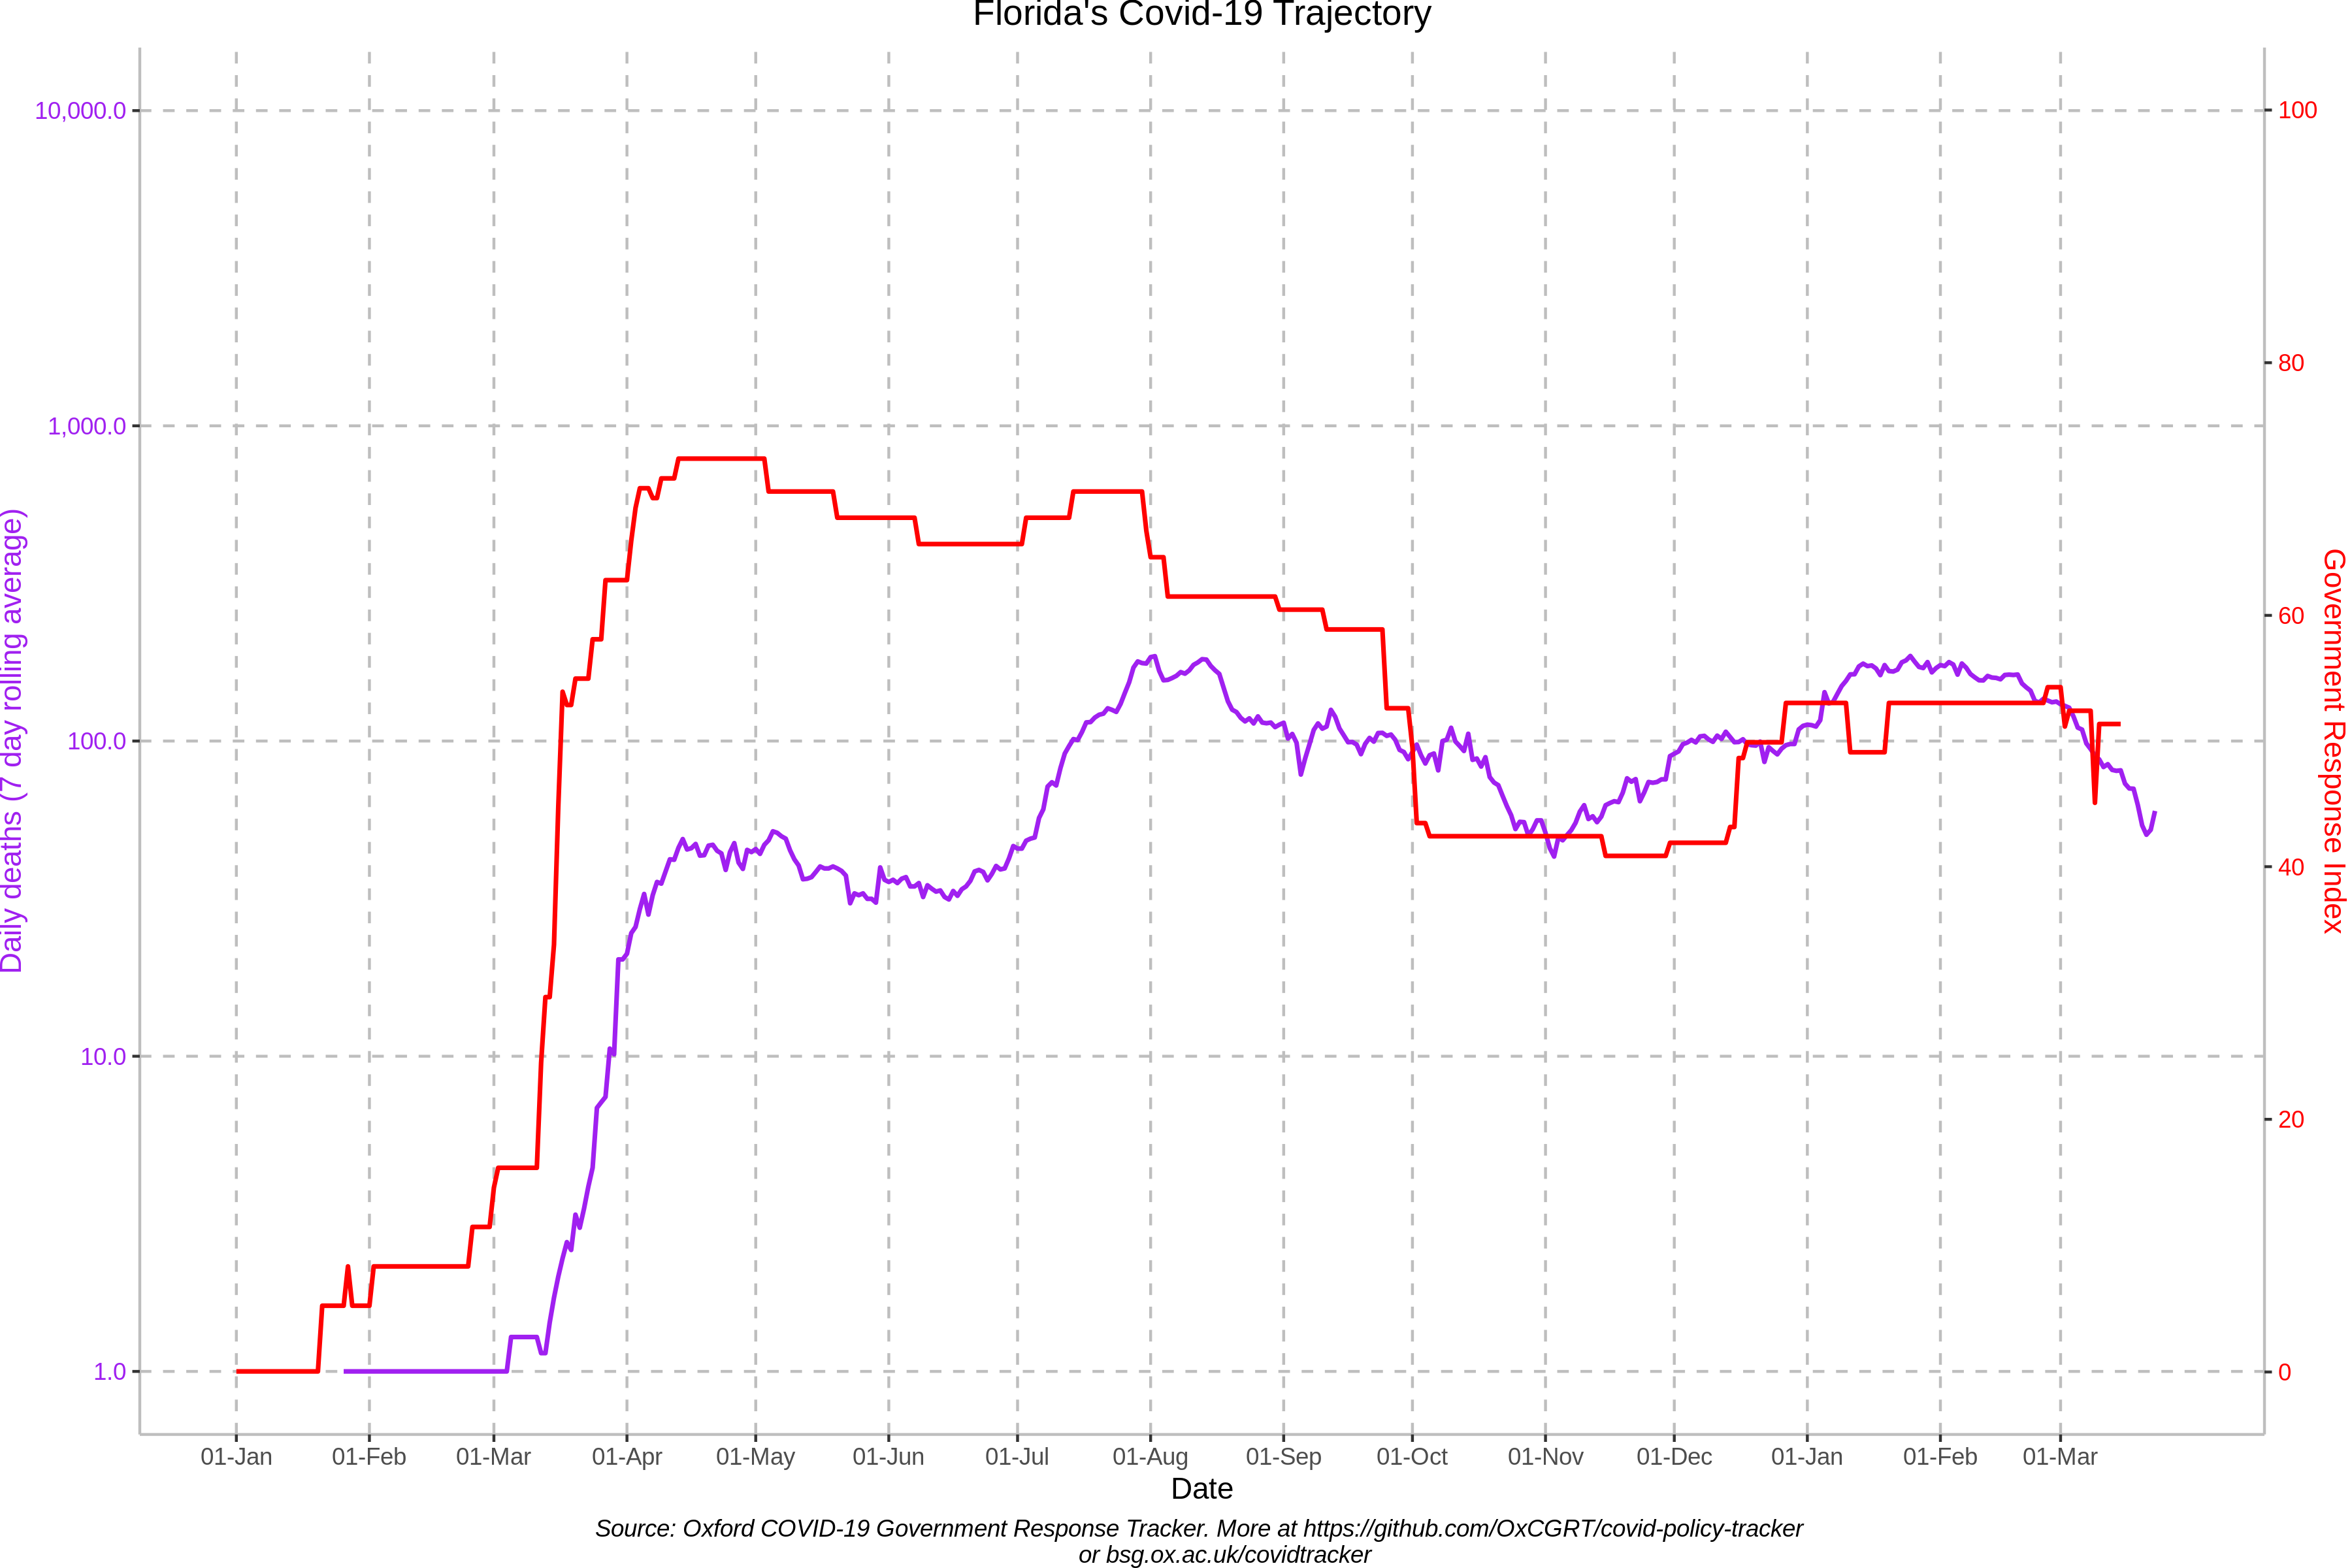 Florida's Covid-19 Trajectory
10,000.0
1,000.0
100.0
10.0
1.0
Daily deaths (7 day rolling average)
100
80
60
40
20
0
Government Response Index
01-Jan 01-Feb 01-Mar 01-Apr 01-May 01-Jun 01-Jul 01-Aug 01-Sep 01-Oct 01-Nov 01-Dec 01-Jan 01-Feb 01-Mar
Date
Source: Oxford COVID-19 Government Response Tracker. More at https://github.com/OxCGRT/covid-policy-tracker
or bsg.ox.ac.uk/covidtracker